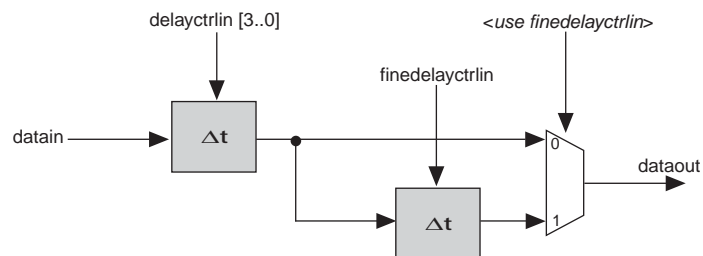 delayctrlin [3..0]
<use finedelayctrlin>
finedelayctrlin
datain
Δt
0
dataout
1
Δt